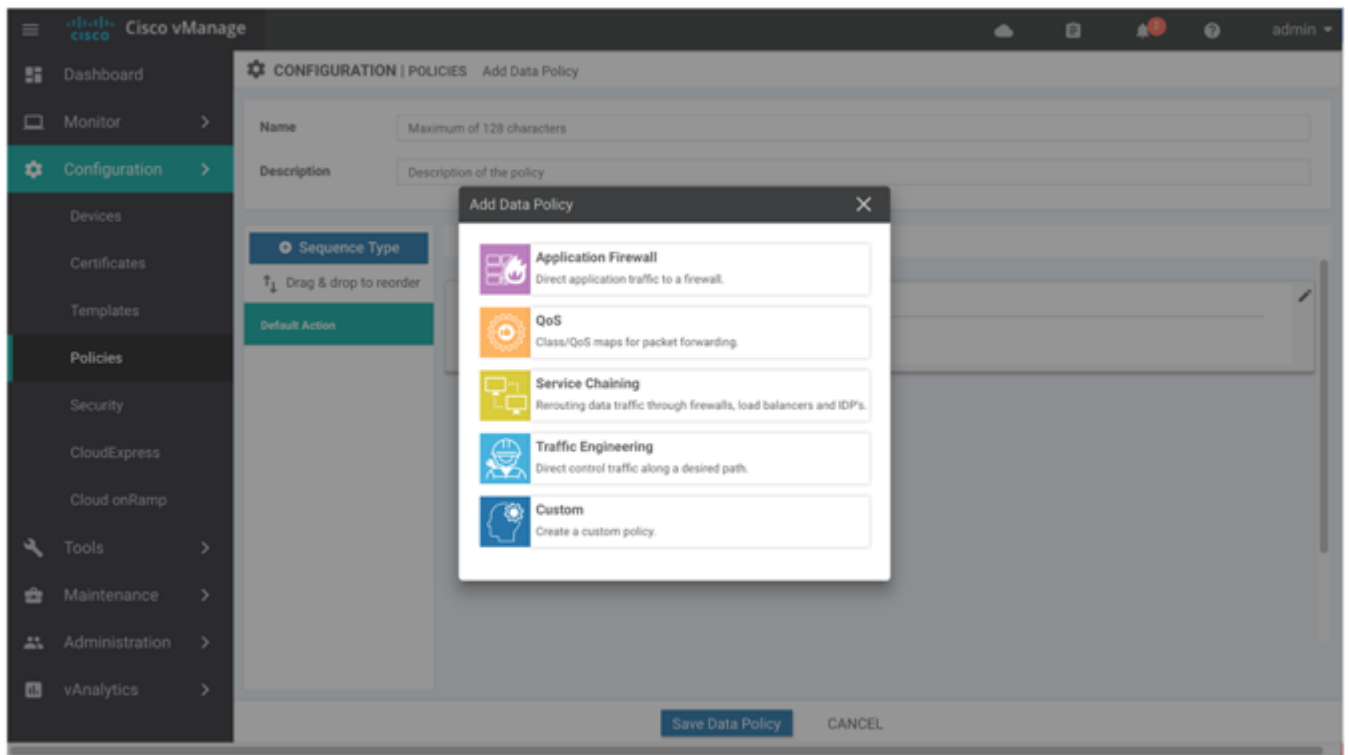 CISCO Cisco vManage
2
admin
Dashboard
Monitor
Configuration
Devices
Certificates
Templates
Policies
Security
CloudExpress
Cloud onRamp
Tools
Maintenance
Administration
vAnalytics
CONFIGURATION | POLICIES Add Data Policy
Name Maximum of 128 characters
Description Description of the policy
Sequence Type
Drag & drop to reorder
Default Action
Add Data Policy
Application Firewall
Direct application traffic to a firewall.
QoS
Class/QoS maps for packet forwarding.
Service Chaining
Rerouting data traffic through firewalls, load balancers and IDP's.
Traffic Engineering
Direct control traffic along a desired path.
Custom
Create a custom policy.
Save Data Policy CANCEL